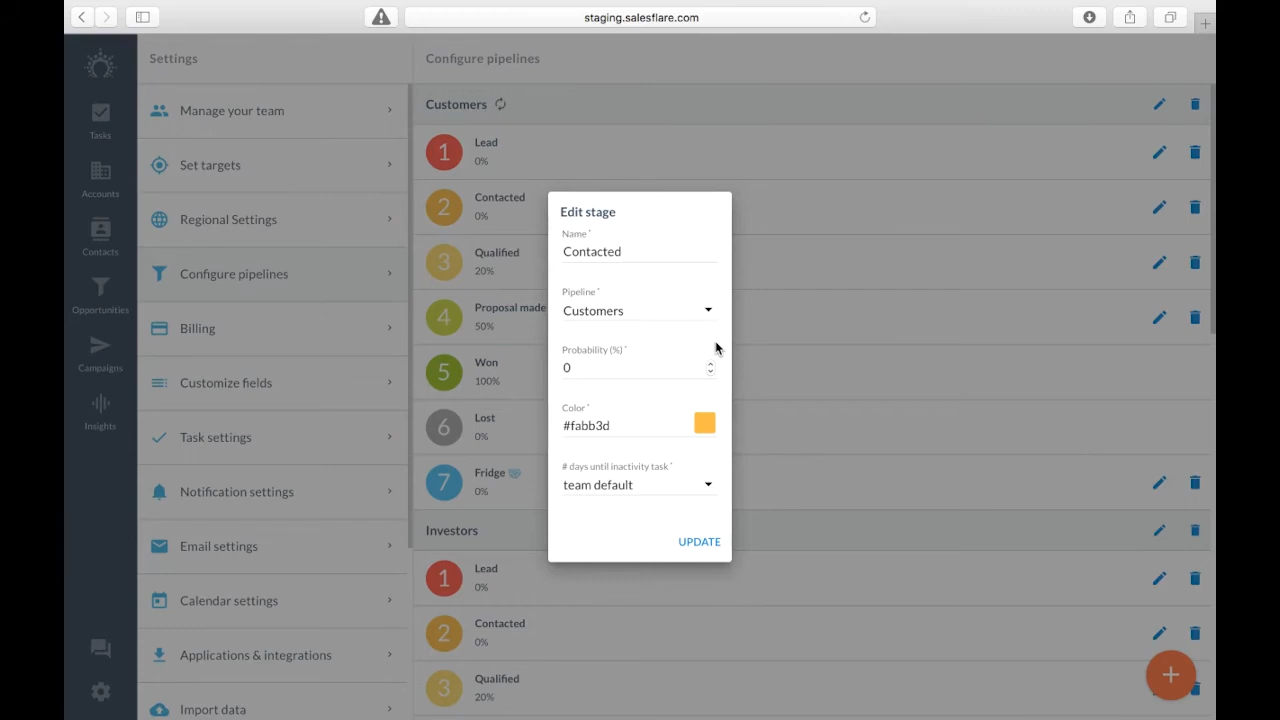 staging.salesflare.com
Settings
Configure pipelines
Tasks
Accounts
Contacts
Opportunities
Campaigns
Insights
Manage your team
Set targets
Regional Settings
Configure pipelines
Billing
Customize fields
Task settings
Notification settings
Email settings
Calendar settings
Applications & integrations
Import data
Customers
1 Lead
0%
2 Contacted
0%
3 Qualified
20%
4 Proposal made
50%
5 Won
100%
6 Lost
0%
7 Fridge
0%
Investors
1 Lead
0%
2 Contacted
0%
3 Qualified
20%
Edit stage
Name *
Contacted
Pipeline *
Customers
Probability (%) *
0
Color *
#fabb3d
# days until inactivity task *
team default
UPDATE